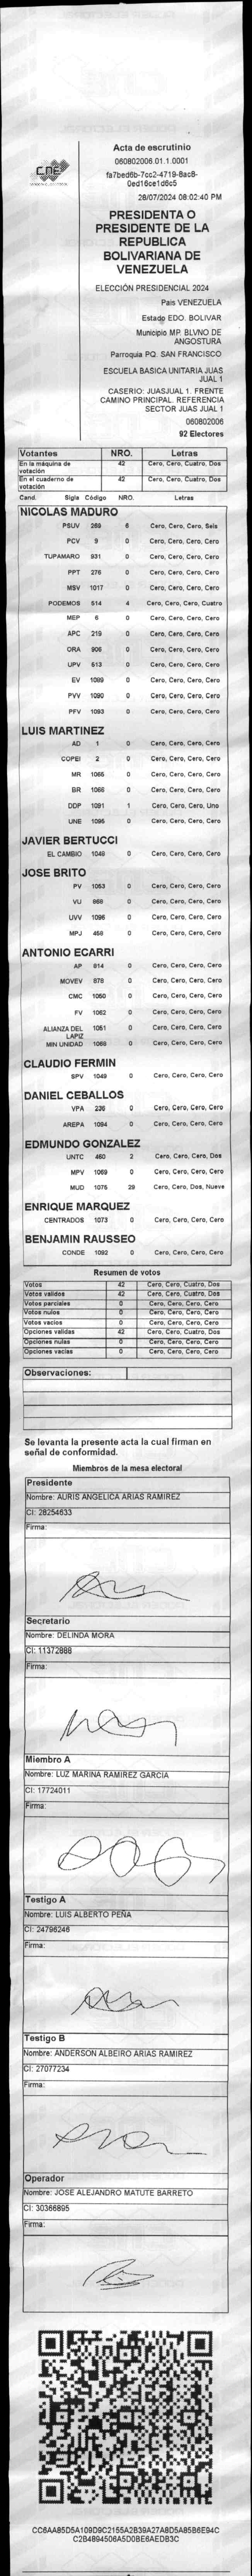 CNE
Acta de escrutinio
060802006.01.1.0001
fa7bed6b-7cc2-4719-8ac8-
0ed16ce1d6c5
28/07/2024 08:02:40 PM
PRESIDENTA O
PRESIDENTE DE LA
REPUBLICA
BOLIVARIANA DE
VENEZUELA
ELECCIÓN PRESIDENCIAL 2024
Pais VENEZUELA
Estado EDO. BOLIVAR
Municipio MP. BLVNO DE
ANGOSTURA
Parroquia PQ. SAN FRANCISCO
ESCUELA BASICA UNITARIA JUAS
JUAL 1
CASERIO: JUASJUAL 1. FRENTE
CAMINO PRINCIPAL. REFERENCIA
SECTOR JUAS JUAL 1
060802006
92 Electores
Votantes NRO. Letras
En la máquina de votación 42 Cero, Cero, Cuatro, Dos
En el cuaderno de votación 42 Cero, Cero, Cuatro, Dos
Cand. Sigla Código NRO. Letras
NICOLAS MADURO
PSUV 269 6 Cero, Cero, Cero, Seis
PCV 9 0 Cero, Cero, Cero, Cero
TUPAMARO 931 0 Cero, Cero, Cero, Cero
PPT 276 0 Cero, Cero, Cero, Cero
MSV 1017 0 Cero, Cero, Cero, Cero
PODEMOS 514 4 Cero, Cero, Cero, Cuatro
MEP 6 0 Cero, Cero, Cero, Cero
APC 219 0 Cero, Cero, Cero, Cero
ORA 906 0 Cero, Cero, Cero, Cero
UPV 613 0 Cero, Cero, Cero, Cero
EV 1089 0 Cero, Cero, Cero, Cero
PVV 1090 0 Cero, Cero, Cero, Cero
PFV 1093 0 Cero, Cero, Cero, Cero
LUIS MARTINEZ
AD 1 0 Cero, Cero, Cero, Cero
COPEI 2 0 Cero, Cero, Cero, Cero
MR 1065 0 Cero, Cero, Cero, Cero
BR 1066 0 Cero, Cero, Cero, Cero
DDP 1091 1 Cero, Cero, Cero, Uno
UNE 1095 0 Cero, Cero, Cero, Cero
JAVIER BERTUCCI
EL CAMBIO 1049 0 Cero, Cero, Cero, Cero
JOSE BRITO
PV 1053 0 Cero, Cero, Cero, Cero
VU 869 0 Cero, Cero, Cero, Cero
UVV 1096 0 Cero, Cero, Cero, Cero
MPJ 458 0 Cero, Cero, Cero, Cero
ANTONIO ECARRI
AP 814 0 Cero, Cero, Cero, Cero
MOVEV 878 0 Cero, Cero, Cero, Cero
CMC 1050 0 Cero, Cero, Cero, Cero
FV 1062 0 Cero, Cero, Cero, Cero
ALIANZA DEL LAPIZ 1051 0 Cero, Cero, Cero, Cero
MIN UNIDAD 1068 0 Cero, Cero, Cero, Cero
CLAUDIO FERMIN
SPV 1048 0 Cero, Cero, Cero, Cero
DANIEL CEBALLOS
VPA 236 0 Cero, Cero, Cero, Cero
AREPA 1094 0 Cero, Cero, Cero, Cero
EDMUNDO GONZALEZ
UNTC 460 2 Cero, Cero, Cero, Dos
MPV 1069 0 Cero, Cero, Cero, Cero
MUD 1075 29 Cero, Cero, Dos, Nueve
ENRIQUE MARQUEZ
CENTRADOS 1073 0 Cero, Cero, Cero, Cero
BENJAMIN RAUSSEO
CONDE 1092 0 Cero, Cero, Cero, Cero
Resumen de votos
Votos 42 Cero, Cero, Cuatro, Dos
Votos validos 42 Cero, Cero, Cuatro, Dos
Votos parciales 0 Cero, Cero, Cero, Cero
Votos nulos 0 Cero, Cero, Cero, Cero
Votos vacios 0 Cero, Cero, Cero, Cero
Opciones validas 42 Cero, Cero, Cuatro, Dos
Opciones nulas 0 Cero, Cero, Cero, Cero
Opciones vacias 0 Cero, Cero, Cero, Cero
Observaciones:
Se levanta la presente acta la cual firman en
señal de conformidad.
Miembros de la mesa electoral
Presidente
Nombre: AURIS ANGELICA ARIAS RAMIREZ
CI: 28254633
Firma:
Secretario
Nombre: DELINDA MORA
CI: 11372888
Firma:
Miembro A
Nombre: LUZ MARINA RAMIREZ GARCIA
CI: 17724011
Firma:
Testigo A
Nombre: LUIS ALBERTO PEÑA
CI: 24796246
Firma:
Testigo B
Nombre: ANDERSON ALBEIRO ARIAS RAMIREZ
CI: 27077234
Firma:
Operador
Nombre: JOSE ALEJANDRO MATUTE BARRETO
CI: 30366895
Firma:
CC6AA85D5A109D9C2155A2B39A27A8D5A85B6E94C
C2B4894506A5D0BE6AEDB3C